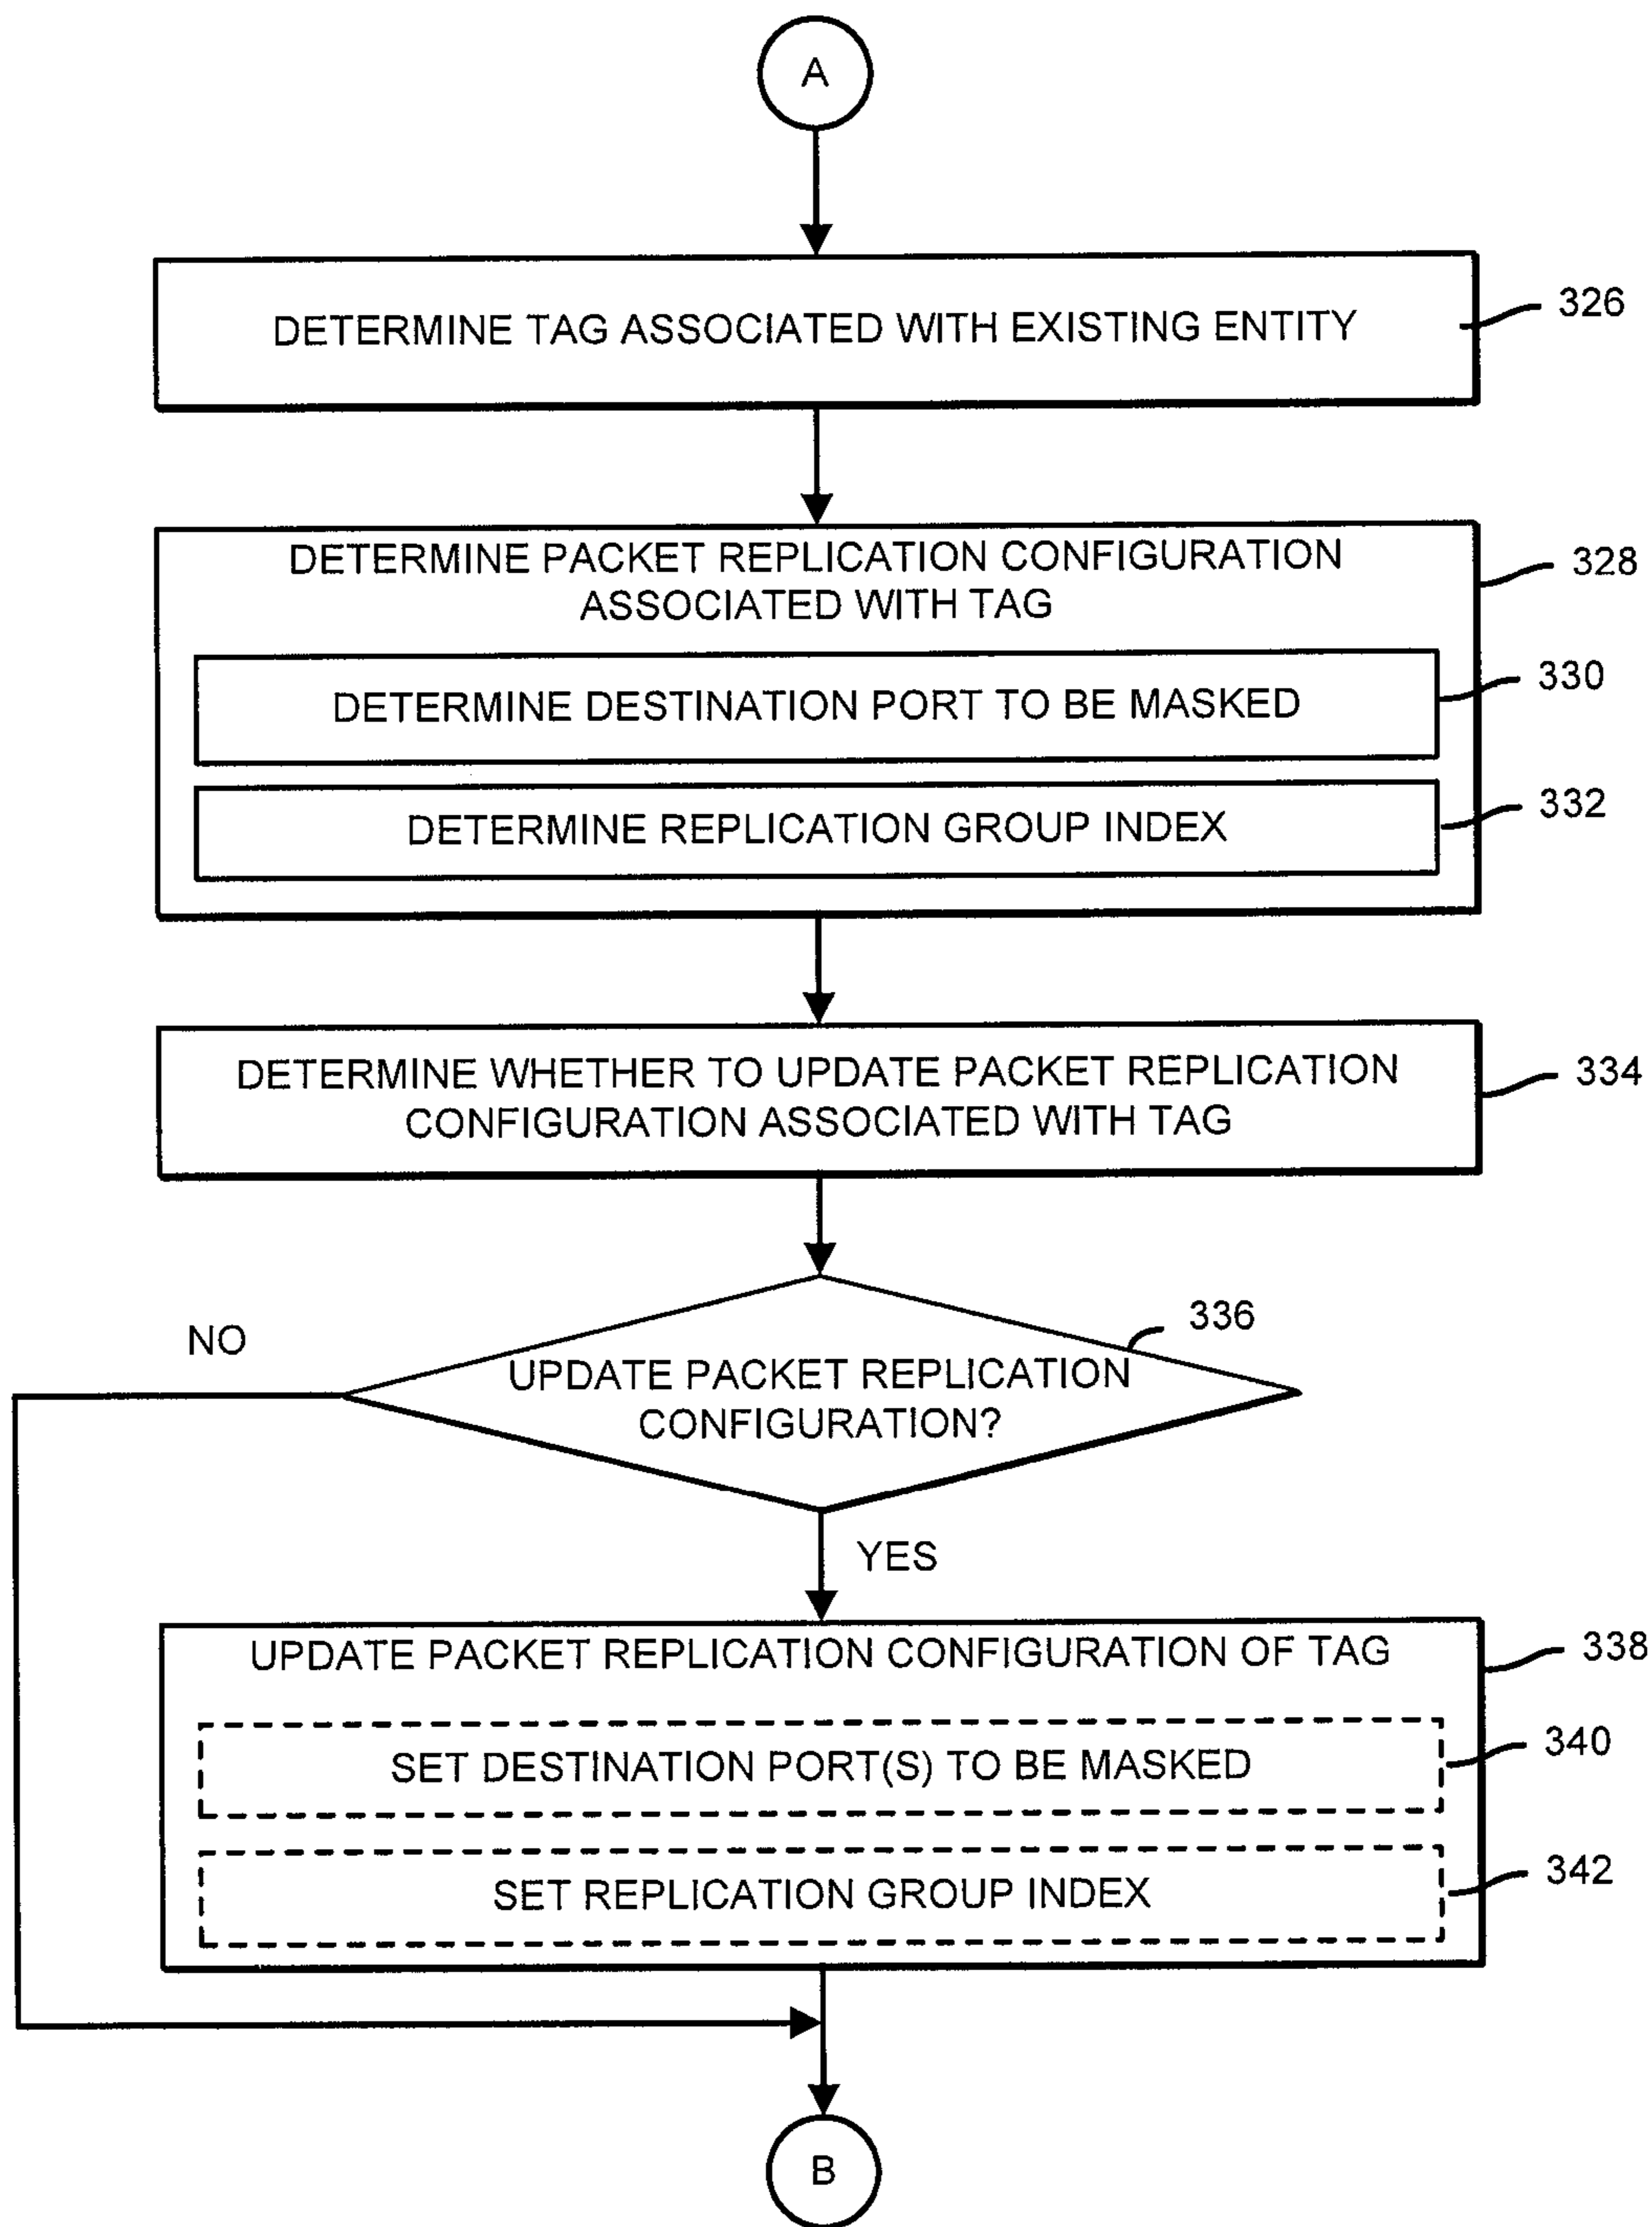 A
DETERMINE TAG ASSOCIATED WITH EXISTING ENTITY
326
DETERMINE PACKET REPLICATION CONFIGURATION
ASSOCIATED WITH TAG
328
DETERMINE DESTINATION PORT TO BE MASKED
330
DETERMINE REPLICATION GROUP INDEX
332
DETERMINE WHETHER TO UPDATE PACKET REPLICATION
CONFIGURATION ASSOCIATED WITH TAG
334
NO
336
UPDATE PACKET REPLICATION
CONFIGURATION?
YES
UPDATE PACKET REPLICATION CONFIGURATION OF TAG
338
SET DESTINATION PORT(S) TO BE MASKED
340
SET REPLICATION GROUP INDEX
342
B